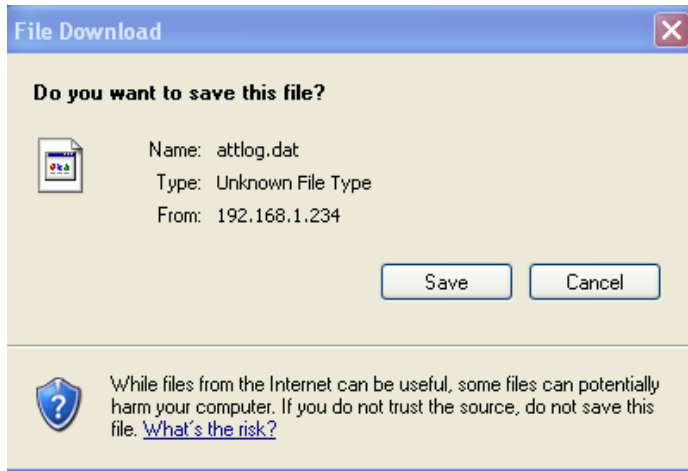 File Download
Do you want to save this file?
Name: attlog.dat
Type: Unknown File Type
From: 192.168.1.234
Save Cancel
While files from the Internet can be useful, some files can potentially
harm your computer. If you do not trust the source, do not save this
file. What's the risk?